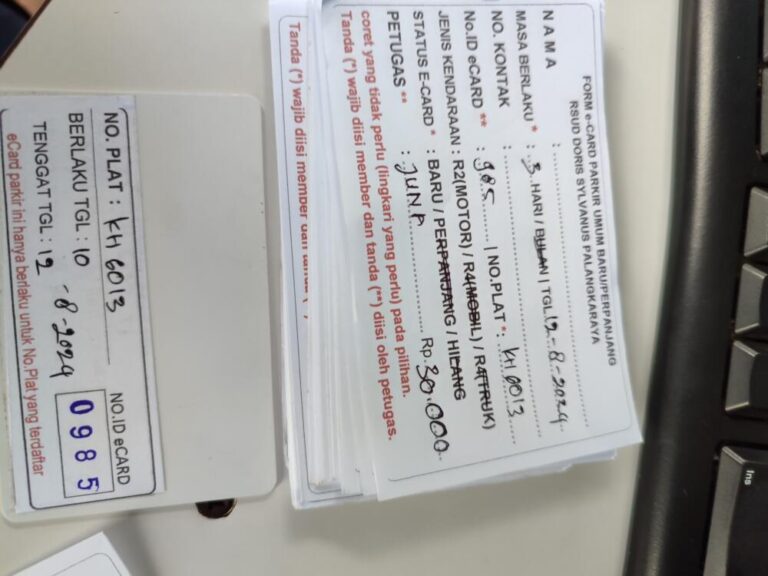 FORM e-CARD PARKIR UMUM BARU/PERPANJANG
RSUD DORIS SYLVANUS PALANGKARAYA
N A M A :
MASA BERLAKU * : 3 HARI / BULAN | TGL 12-8-2024
NO. KONTAK :
No.ID eCARD ** : 985 | NO.PLAT *: KH 6013
JENIS KENDARAAN : R2(MOTOR) / R4(MOBIL) / R4(TRUK)
STATUS E-CARD * : BARU / PERPANJANG / HILANG
PETUGAS ** : Rp. 30.000
coret yang tidak perlu (lingkari yang perlu) pada pilihan.
Tanda (*) wajib diisi member dan tanda (**) diisi oleh petugas.
Tanda (*) wajib diisi member dan tanda
NO. PLAT : KH 6013
NO.ID eCARD
BERLAKU TGL : 10 -8-2024
0985
TENGGAT TGL : 12
eCard parkir ini hanya berlaku untuk No.Plat yang terdaftar
Ins